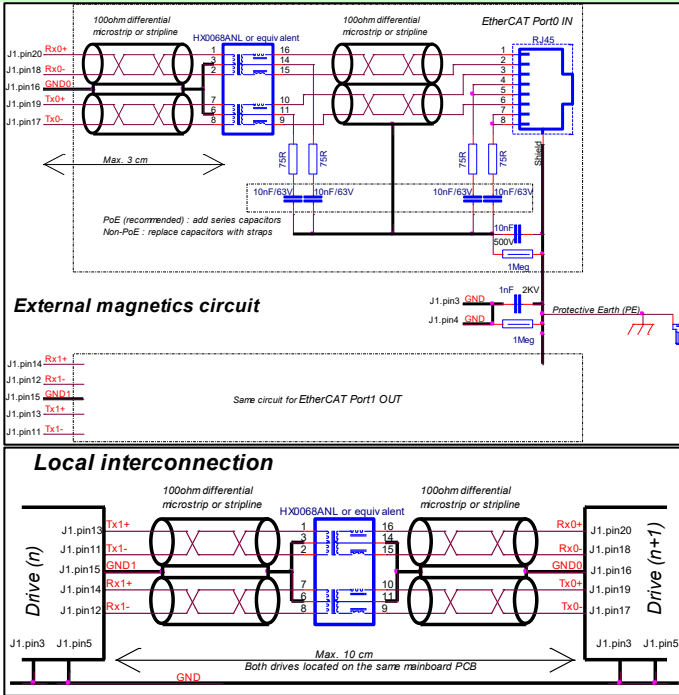 100ohm differential
microstrip or stripline
HX0068ANL or equivalent
100ohm differential
microstrip or stripline
EtherCAT Port0 IN
RJ45
J1.pin20 Rx0+
J1.pin18 Rx0-
J1.pin16 GND0
J1.pin19 Tx0+
J1.pin17 Tx0-
1
3
2
7
6
8
16
14
15
10
11
9
1
2
3
4
5
6
7
8
Shield
Max. 3 cm
75R
75R
75R
75R
10nF/63V
10nF/63V
10nF/63V
10nF/63V
PoE (recommended) : add series capacitors
Non-PoE : replace capacitors with straps
10nF
500V
1Meg
External magnetics circuit
J1.pin3 GND
J1.pin4 GND
1nF 2KV
1Meg
Protective Earth (PE)
J1.pin14 Rx1+
J1.pin12 Rx1-
J1.pin15 GND1
J1.pin13 Tx1+
J1.pin11 Tx1-
Same circuit for EtherCAT Port1 OUT
Local interconnection
100ohm differential
microstrip or stripline
HX0068ANL or equivalent
100ohm differential
microstrip or stripline
Drive (n)
J1.pin13 Tx1+
J1.pin11 Tx1-
J1.pin15 GND1
J1.pin14 Rx1+
J1.pin12 Rx1-
J1.pin3 J1.pin5
1
3
2
7
6
8
16
14
15
10
11
9
Rx0+ J1.pin20
Rx0- J1.pin18
GND0 J1.pin16
Tx0+ J1.pin19
Tx0- J1.pin17
J1.pin3 J1.pin5
Drive (n+1)
Max. 10 cm
Both drives located on the same mainboard PCB
GND